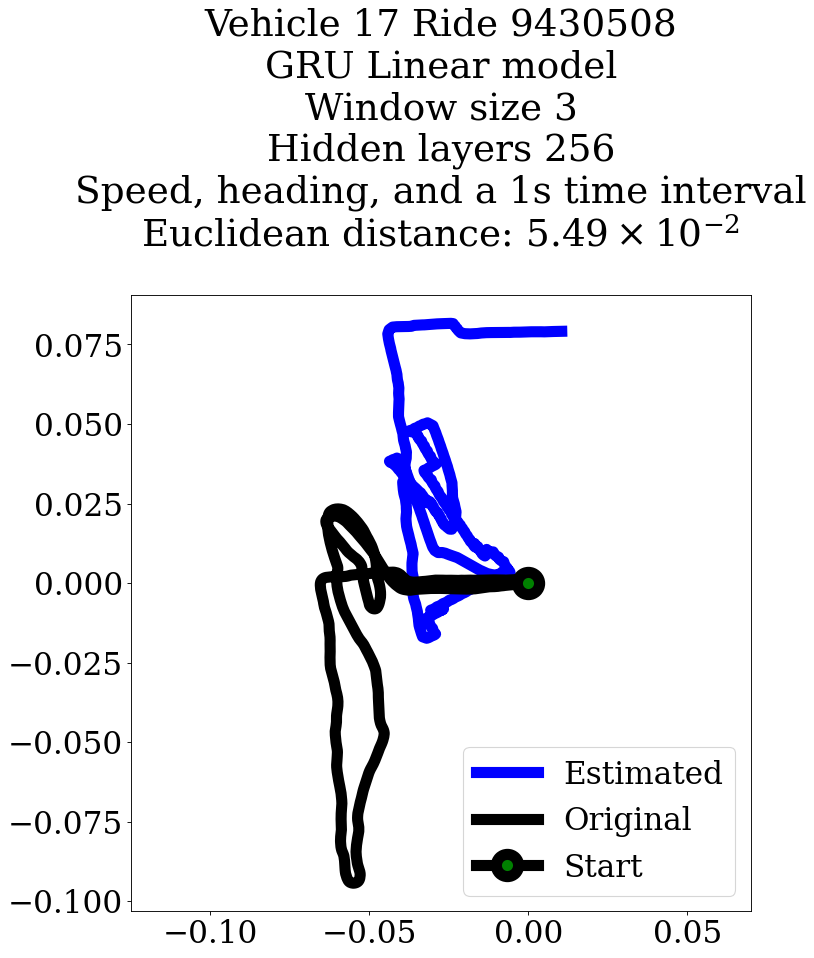 Vehicle 17 Ride 9430508
GRU Linear model
Window size 3
Hidden layers 256
Speed, heading, and a 1s time interval
Euclidean distance: 5.49 × 10⁻²
0.075
0.050
0.025
0.000
−0.025
−0.050
−0.075
−0.100
Estimated
Original
Start
−0.10 −0.05 0.00 0.05